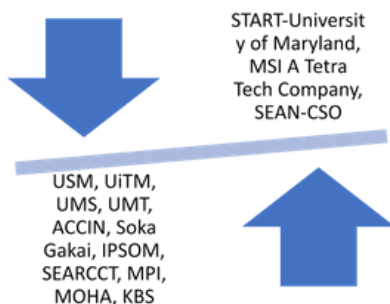 START-Universit
y of Maryland,
MSI A Tetra
Tech Company,
SEAN-CSO
USM, UiTM,
UMS, UMT,
ACCIN, Soka
Gakai, IPSOM,
SEARCCT, MPI,
MOHA, KBS